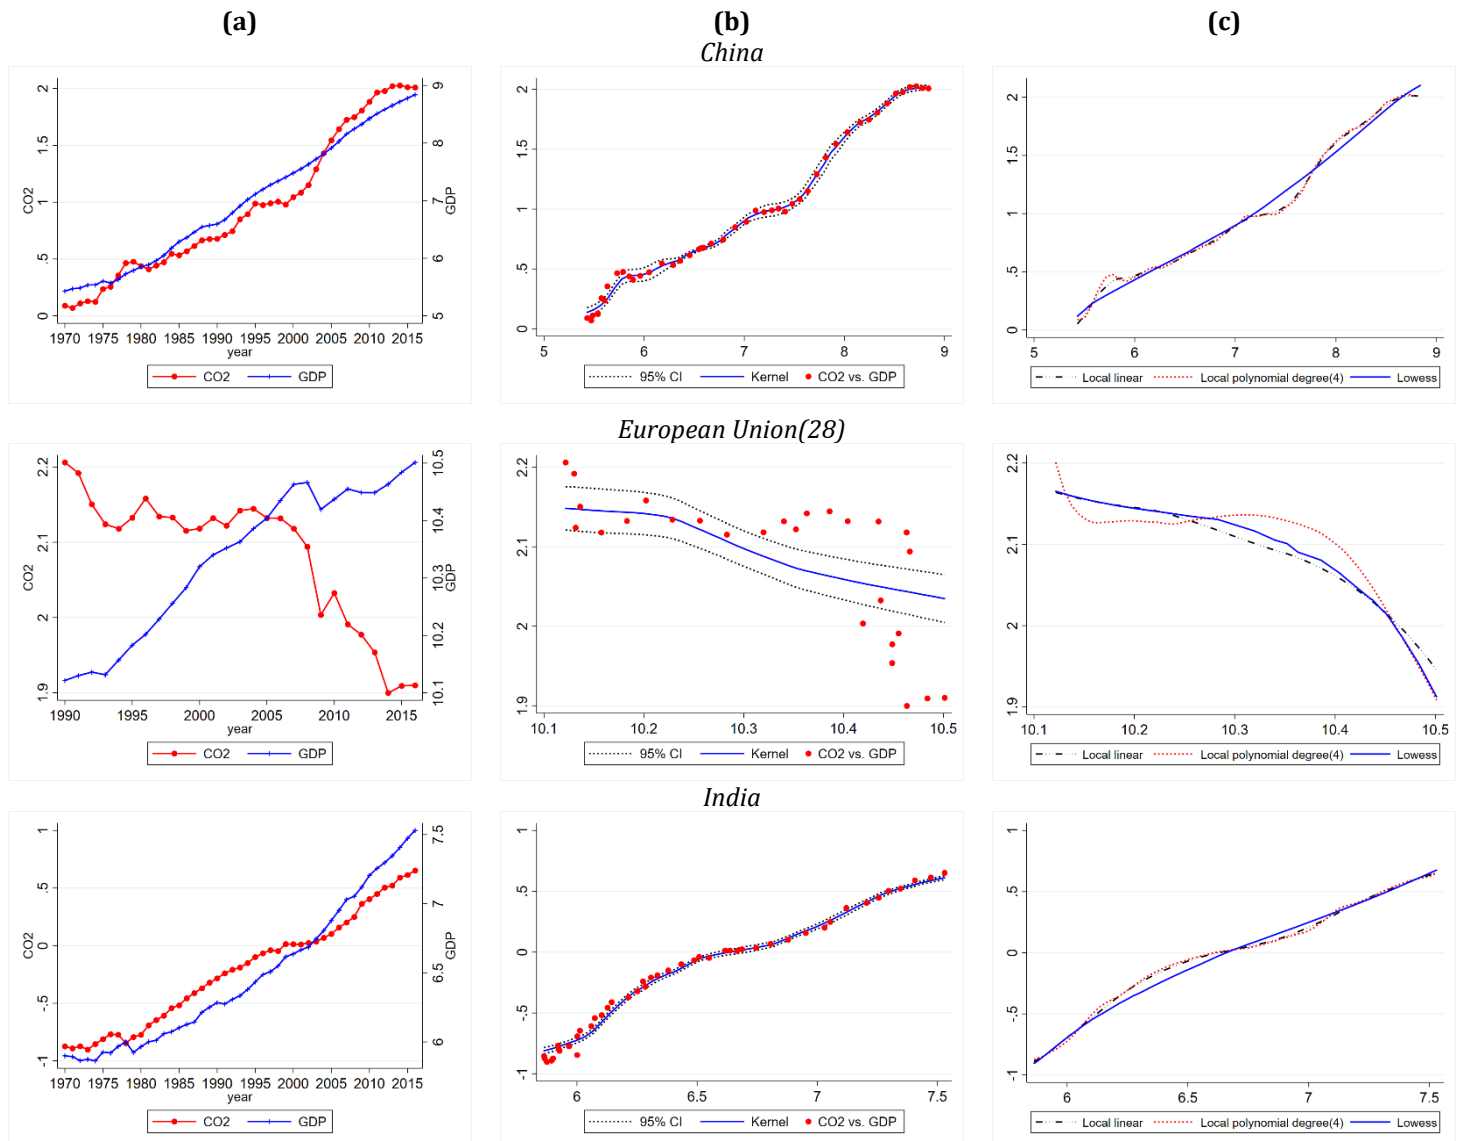 (a) (b) (c)
China
2
1.5
1
.5
0
CO2
9
8
7
6
5
GDP
1970 1975 1980 1985 1990 1995 2000 2005 2010 2015
year
CO2 GDP
2
1.5
1
.5
0
5 6 7 8 9
95% CI Kernel CO2 vs. GDP
2
1.5
1
.5
0
5 6 7 8 9
Local linear Local polynomial degree(4) Lowess
European Union(28)
2.2
2.1
2
1.9
CO2
10.5
10.4
10.3
10.2
10.1
GDP
1990 1995 2000 2005 2010 2015
year
CO2 GDP
2.2
2.1
2
1.9
10.1 10.2 10.3 10.4 10.5
95% CI Kernel CO2 vs. GDP
2.2
2.1
2
1.9
10.1 10.2 10.3 10.4 10.5
Local linear Local polynomial degree(4) Lowess
India
1
.5
0
-.5
-1
CO2
7.5
7
6.5
6
GDP
1970 1975 1980 1985 1990 1995 2000 2005 2010 2015
year
CO2 GDP
1
.5
0
-.5
-1
6 6.5 7 7.5
95% CI Kernel CO2 vs. GDP
1
.5
0
-.5
-1
6 6.5 7 7.5
Local linear Local polynomial degree(4) Lowess